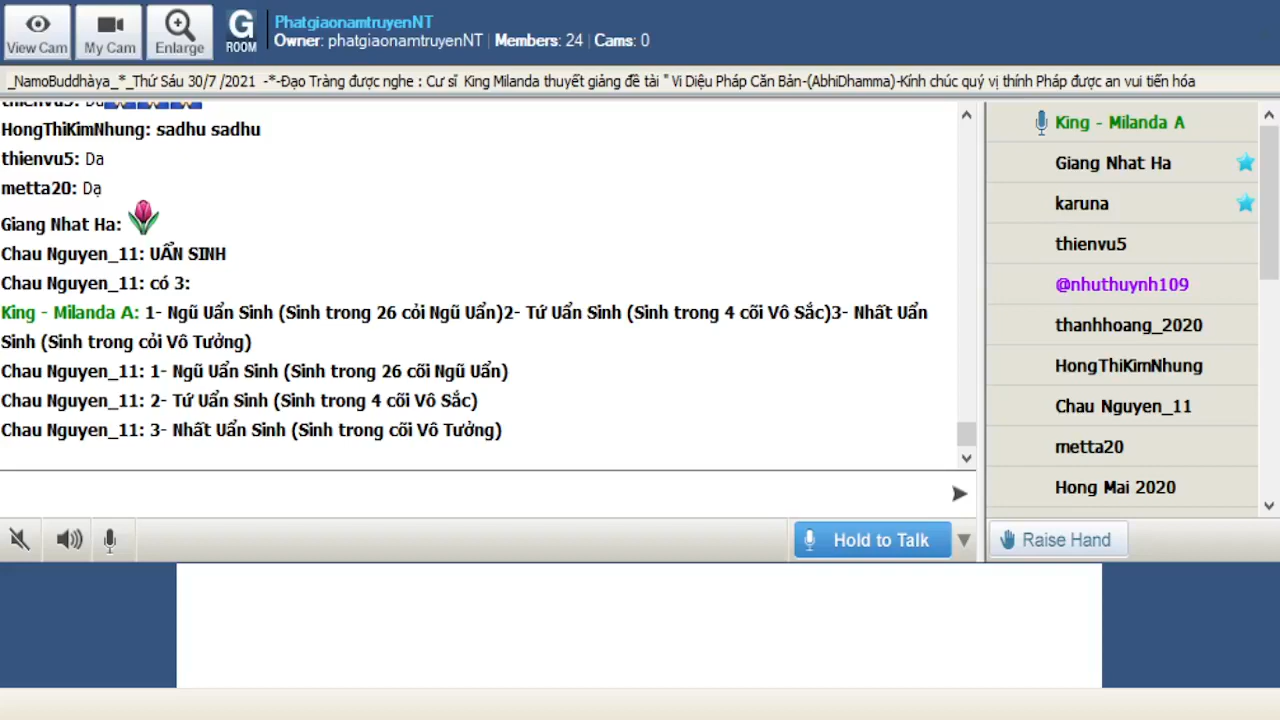 View Cam
My Cam
Enlarge
G
ROOM
PhatgiaonamtruyenNT
Owner: phatgiaonamtruyenNT | Members: 24 | Cams: 0
_NamoBuddhàya_*_Thứ Sáu 30/7 /2021 -*-Đạo Tràng được nghe : Cư sĩ King Milanda thuyết giảng đề tài " Vi Diệu Pháp Căn Bản-(AbhiDhamma)-Kính chúc quý vị thính Pháp được an vui tiến hóa
thienvu5: Dạ
HongThiKimNhung: sadhu sadhu
thienvu5: Da
metta20: Dạ
Giang Nhat Ha:
Chau Nguyen_11: UẨN SINH
Chau Nguyen_11: có 3:
King - Milanda A: 1- Ngũ Uẩn Sinh (Sinh trong 26 cỏi Ngũ Uẩn)2- Tứ Uẩn Sinh (Sinh trong 4 cõi Vô Sắc)3- Nhất Uẩn
Sinh (Sinh trong cỏi Vô Tưởng)
Chau Nguyen_11: 1- Ngũ Uẩn Sinh (Sinh trong 26 cõi Ngũ Uẩn)
Chau Nguyen_11: 2- Tứ Uẩn Sinh (Sinh trong 4 cõi Vô Sắc)
Chau Nguyen_11: 3- Nhất Uẩn Sinh (Sinh trong cõi Vô Tưởng)
King - Milanda A
Giang Nhat Ha
karuna
thienvu5
@nhuthuynh109
thanhhoang_2020
HongThiKimNhung
Chau Nguyen_11
metta20
Hong Mai 2020
Hold to Talk
Raise Hand